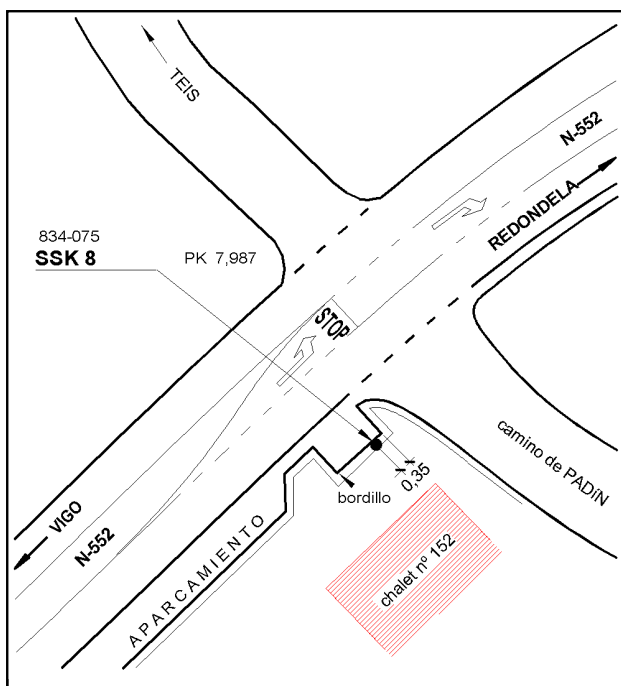 TEIS
N-552
REDONDELA
834-075
SSK 8
PK 7,987
STOP
camino de PADiN
0,35
bordillo
VIGO
N-552
APARCAMIENTO
chalet nº 152